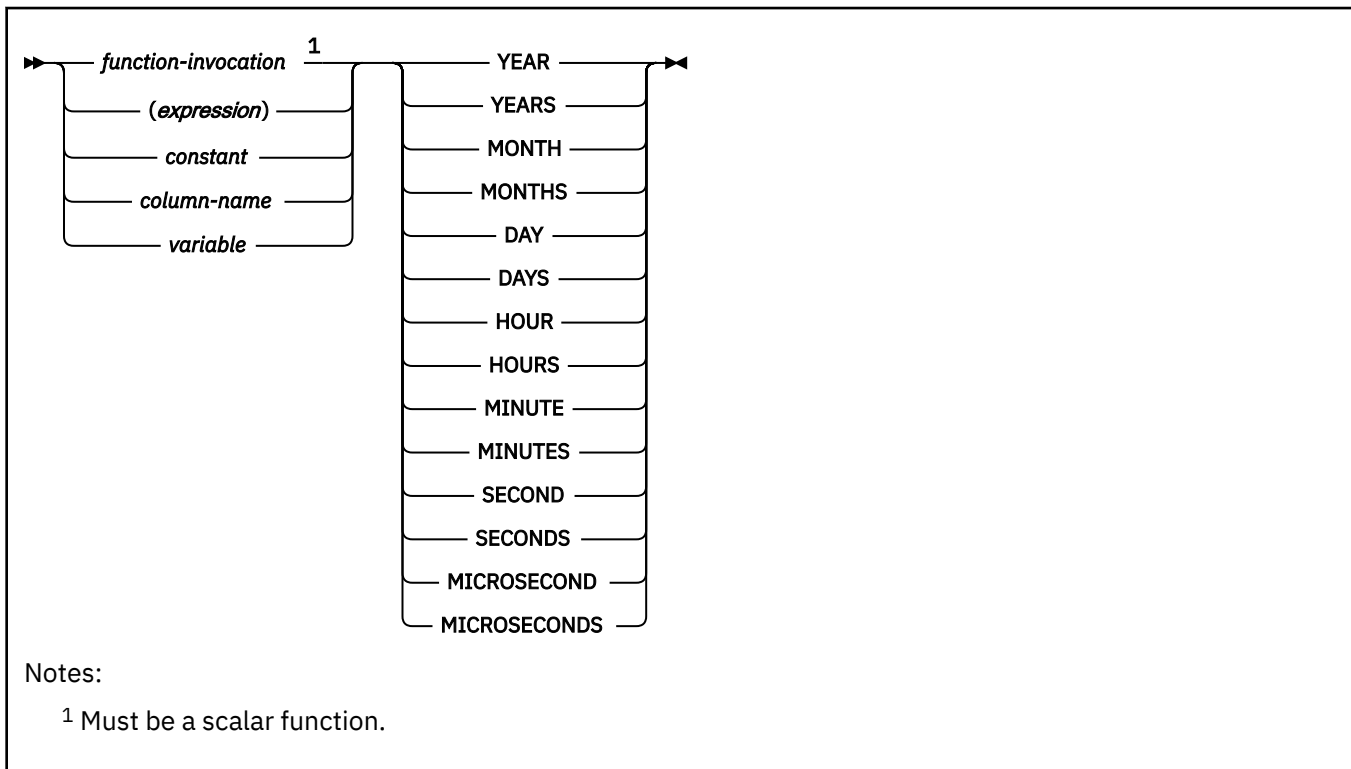 function-invocation 1 YEAR
(expression) YEARS
constant MONTH
column-name MONTHS
variable DAY
DAYS
HOUR
HOURS
MINUTE
MINUTES
SECOND
SECONDS
MICROSECOND
MICROSECONDS
Notes:
1 Must be a scalar function.